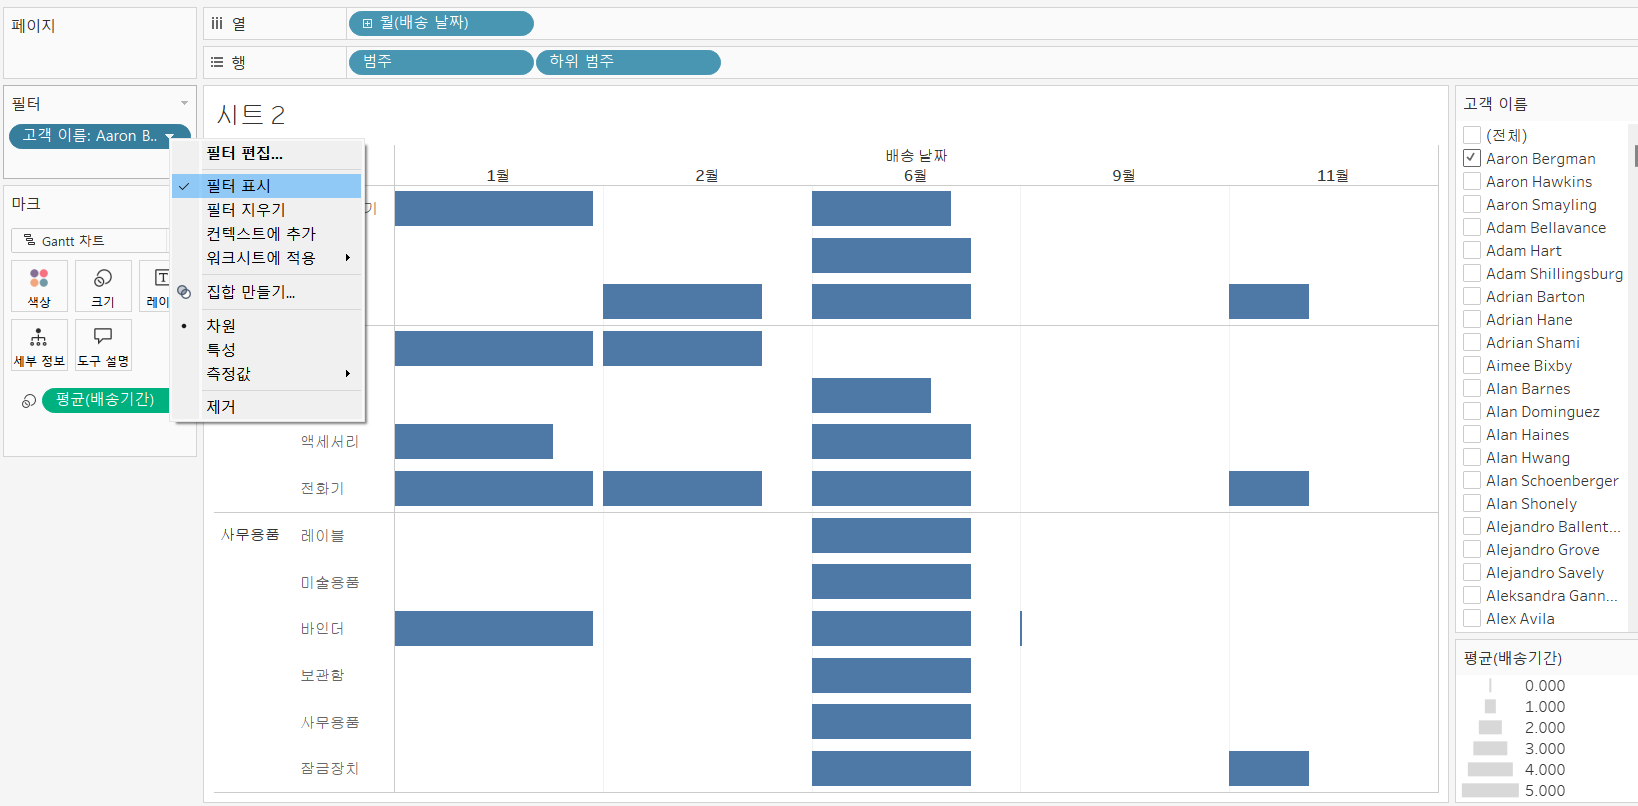 페이지
열
월(배송 날짜)
행
범주
하위 범주
필터
고객 이름: Aaron B..
필터 편집...
필터 표시
필터 지우기
컨텍스트에 추가
워크시트에 적용
집합 만들기...
차원
특성
측정값
제거
마크
Gantt 차트
색상
크기
레이
세부 정보
도구 설명
평균(배송기간)
시트 2
배송 날짜
1월
2월
6월
9월
11월
기
액세서리
전화기
사무용품
레이블
미술용품
바인더
보관함
사무용품
잠금장치
고객 이름
(전체)
Aaron Bergman
Aaron Hawkins
Aaron Smayling
Adam Bellavance
Adam Hart
Adam Shillingsburg
Adrian Barton
Adrian Hane
Adrian Shami
Aimee Bixby
Alan Barnes
Alan Dominguez
Alan Haines
Alan Hwang
Alan Schoenberger
Alan Shonely
Alejandro Ballent...
Alejandro Grove
Alejandro Savely
Aleksandra Gann...
Alex Avila
평균(배송기간)
0.000
1.000
2.000
3.000
4.000
5.000